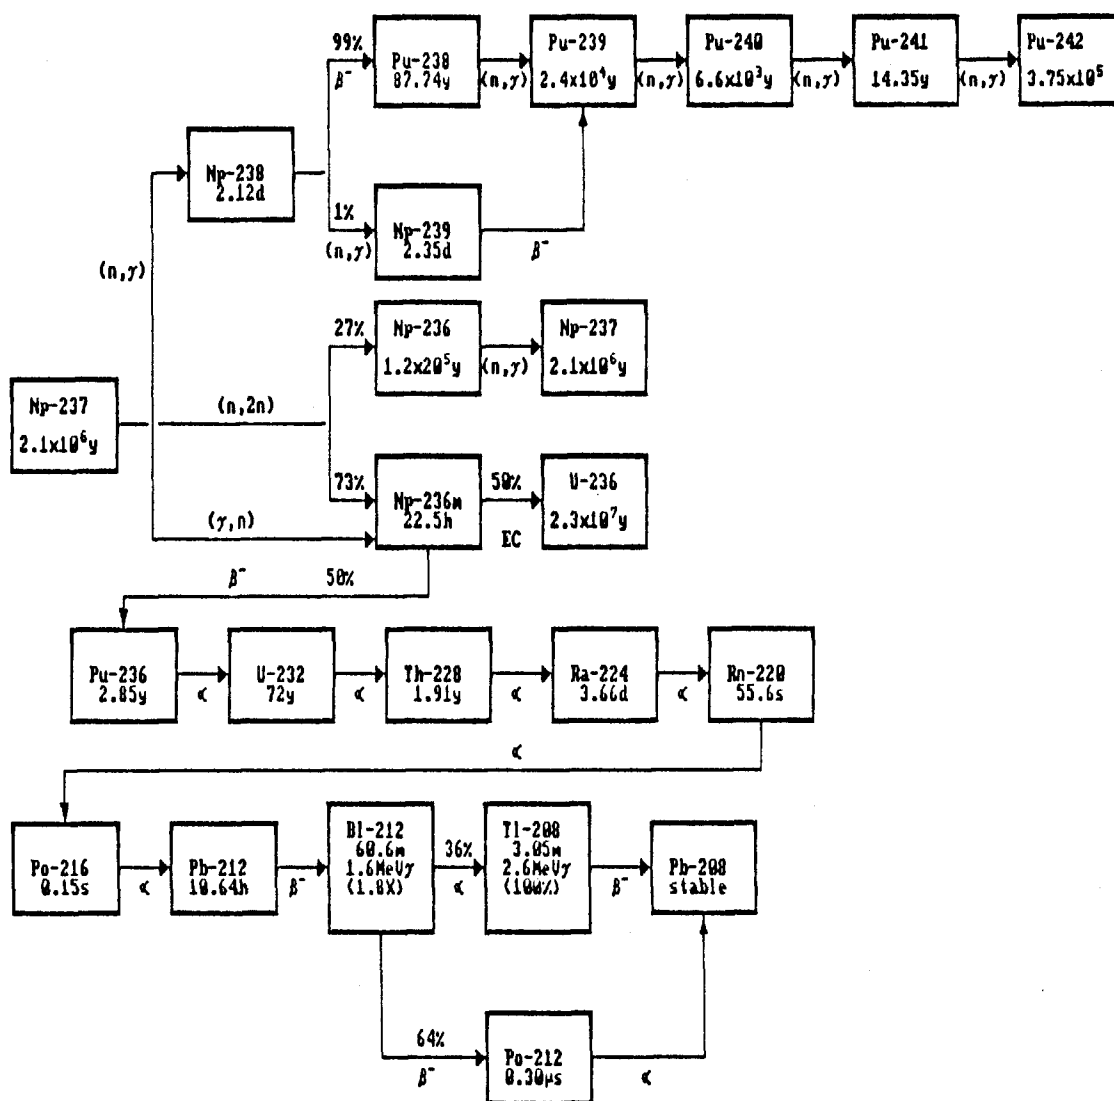 99%
β⁻
Pu-238
87.74y
(n,γ)
Pu-239
2.4x10⁴y
(n,γ)
Pu-240
6.6x10³y
(n,γ)
Pu-241
14.35y
(n,γ)
Pu-242
3.75x10⁵
Np-238
2.12d
1%
(n,γ)
Np-239
2.35d
β⁻
(n,γ)
27%
Np-236
1.2x20⁵y
(n,γ)
Np-237
2.1x10⁶y
Np-237
2.1x10⁶y
(n,2n)
73%
Np-236m
22.5h
50%
EC
U-236
2.3x10⁷y
(γ,n)
β⁻ 50%
Pu-236
2.85y
α
U-232
72y
α
Th-228
1.91y
α
Ra-224
3.66d
α
Rn-220
55.6s
α
Po-216
0.15s
α
Pb-212
10.64h
β⁻
BI-212
60.6m
1.6MeVγ
(1.8X)
36%
α
Tl-208
3.05m
2.6MeVγ
(100%)
β⁻
Pb-208
stable
64%
β⁻
Po-212
0.30μs
α